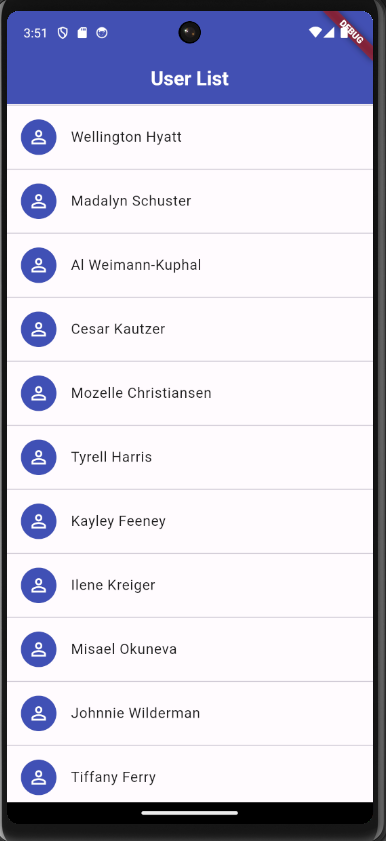 3:51
DEBUG
User List
Wellington Hyatt
Madalyn Schuster
Al Weimann-Kuphal
Cesar Kautzer
Mozelle Christiansen
Tyrell Harris
Kayley Feeney
Ilene Kreiger
Misael Okuneva
Johnnie Wilderman
Tiffany Ferry